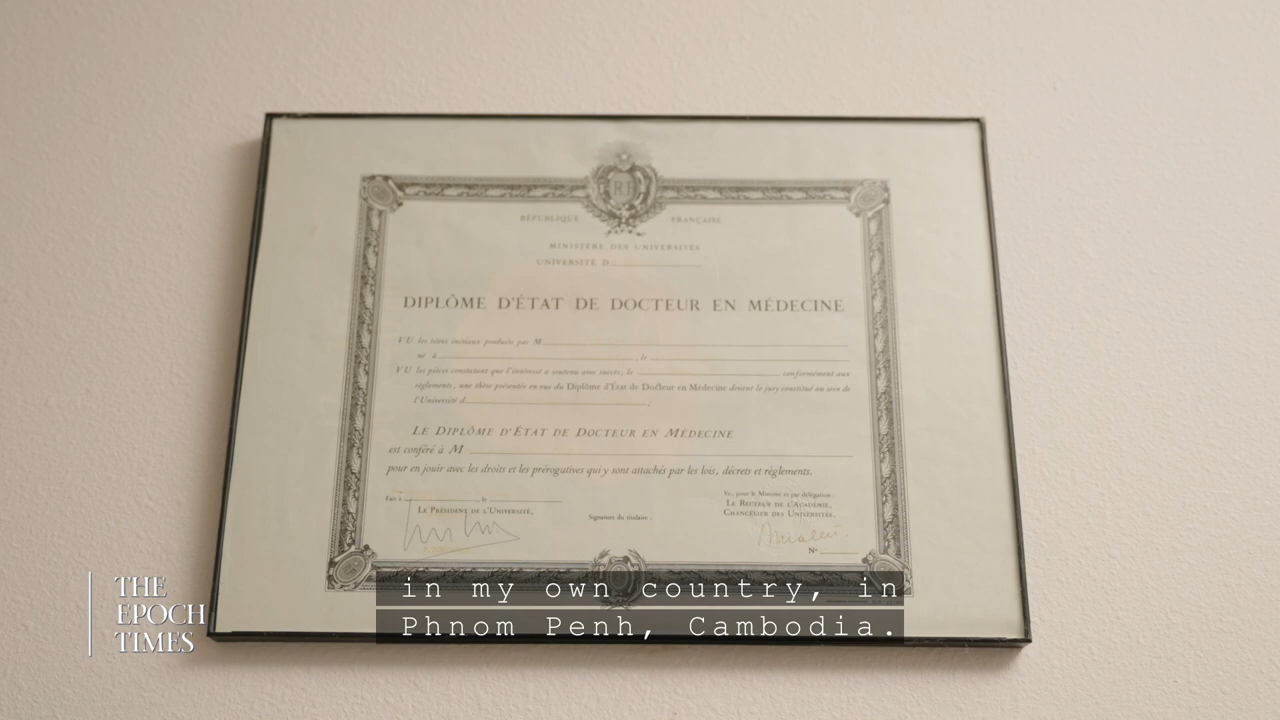 RF
RÉPUBLIQUE FRANÇAISE
MINISTÈRE DES UNIVERSITÉS
UNIVERSITÉ D
DIPLÔME D'ÉTAT DE DOCTEUR EN MÉDECINE
VU les titres initiaux produits par M
né à , le
VU les pièces constatant que l'intéressé a soutenu avec succès, le conformément aux
règlements, une thèse présentée en vue du Diplôme d'État de Docteur en Médecine devant le jury constitué au sein de
l'Université d ;
LE DIPLÔME D'ÉTAT DE DOCTEUR EN MÉDECINE
est conféré à M
pour en jouir avec les droits et les prérogatives qui y sont attachés par les lois, décrets et règlements.
Fait à , le
LE PRÉSIDENT DE L'UNIVERSITÉ,
Signature du titulaire :
Vu, pour le Ministre et par délégation :
LE RECTEUR DE L'ACADÉMIE,
CHANCELIER DES UNIVERSITÉS.
N°
THE
EPOCH
TIMES
in my own country, in
Phnom Penh, Cambodia.